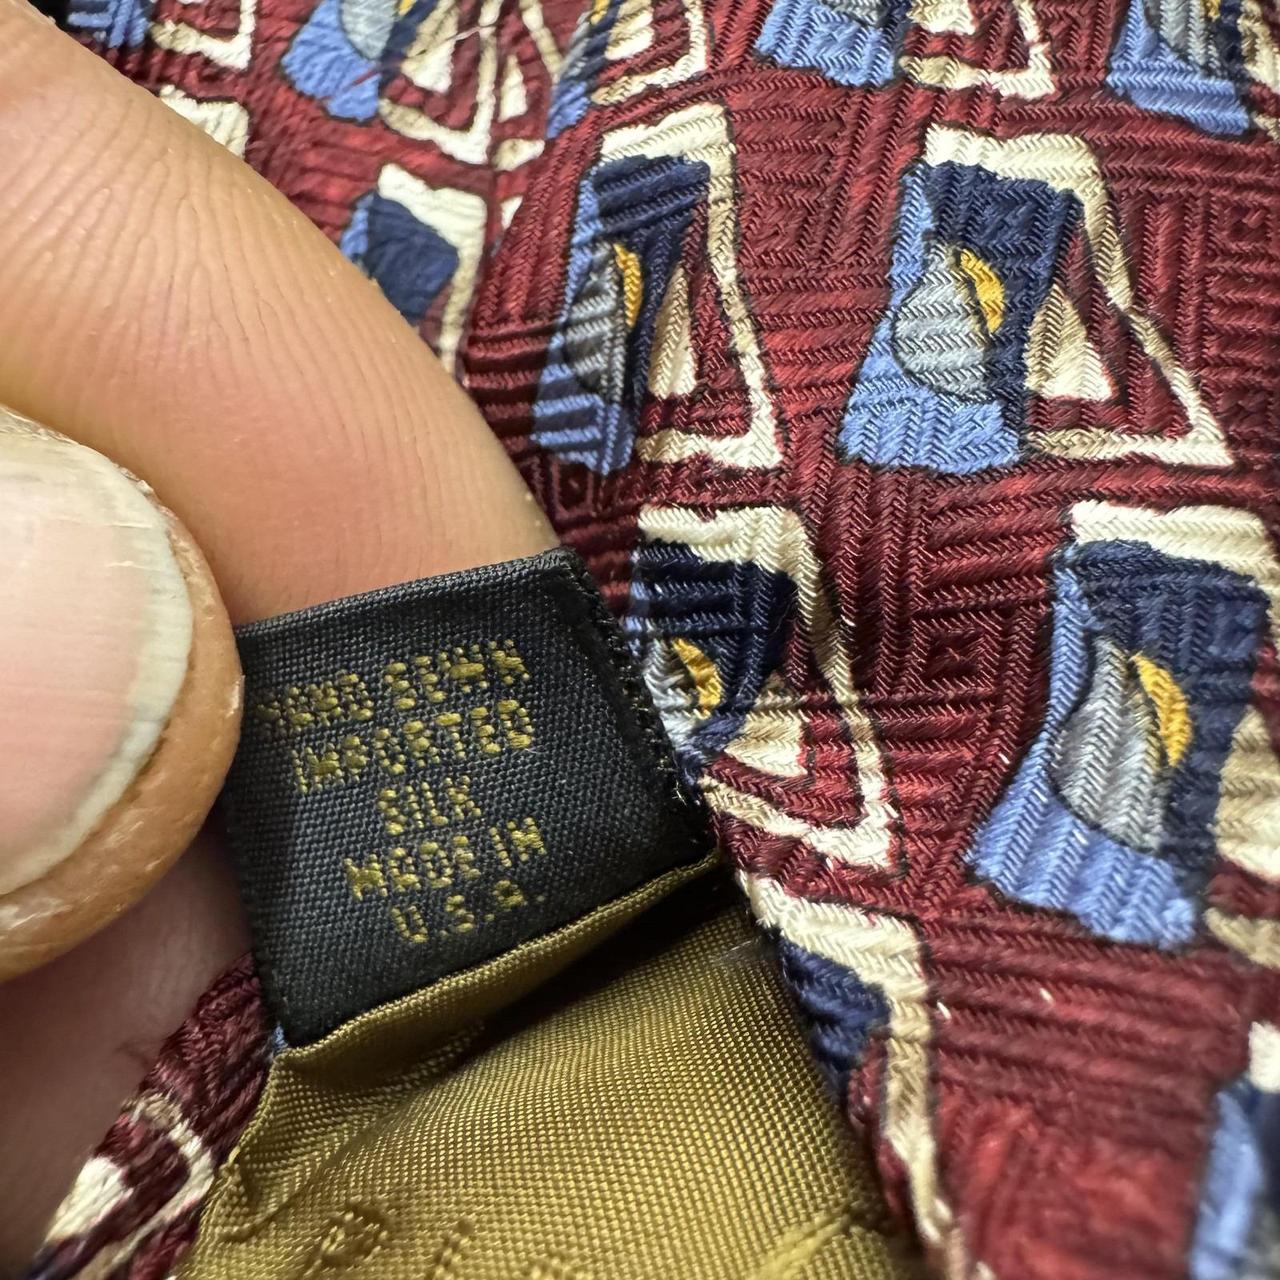 HAND SEWN
IMPORTED
SILK
MADE IN
U.S.A.